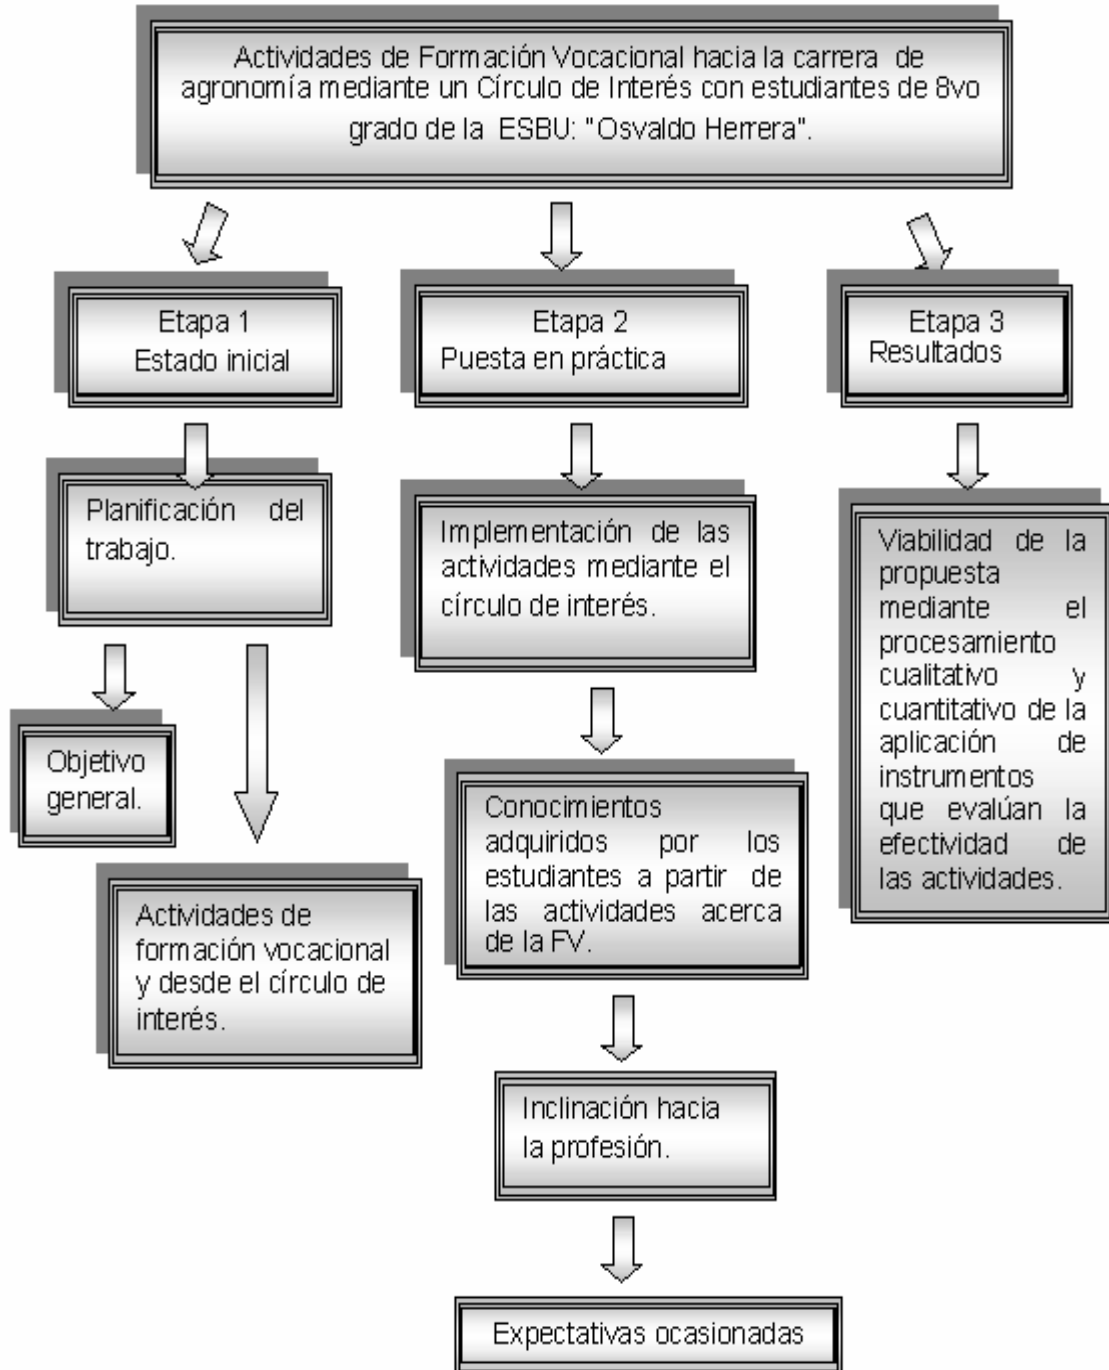 Actividades de Formación Vocacional hacia la carrera de
agronomía mediante un Círculo de Interés con estudiantes de 8vo
grado de la ESBU: "Osvaldo Herrera".
Etapa 1
Estado inicial
Etapa 2
Puesta en práctica
Etapa 3
Resultados
Planificación del
trabajo.
Implementación de las
actividades mediante el
círculo de interés.
Viabilidad de la
propuesta
mediante el
procesamiento
cualitativo y
cuantitativo de la
aplicación de
instrumentos
que evalúan la
efectividad de
las actividades.
Objetivo
general.
Conocimientos
adquiridos por los
estudiantes a partir de
las actividades acerca
de la FV.
Actividades de
formación vocacional
y desde el círculo de
interés.
Inclinación hacia
la profesión.
Expectativas ocasionadas